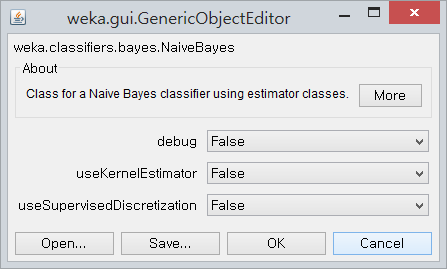 weka.gui.GenericObjectEditor
weka.classifiers.bayes.NaiveBayes
About
Class for a Naive Bayes classifier using estimator classes. More
debug False
useKernelEstimator False
useSupervisedDiscretization False
Open... Save... OK Cancel